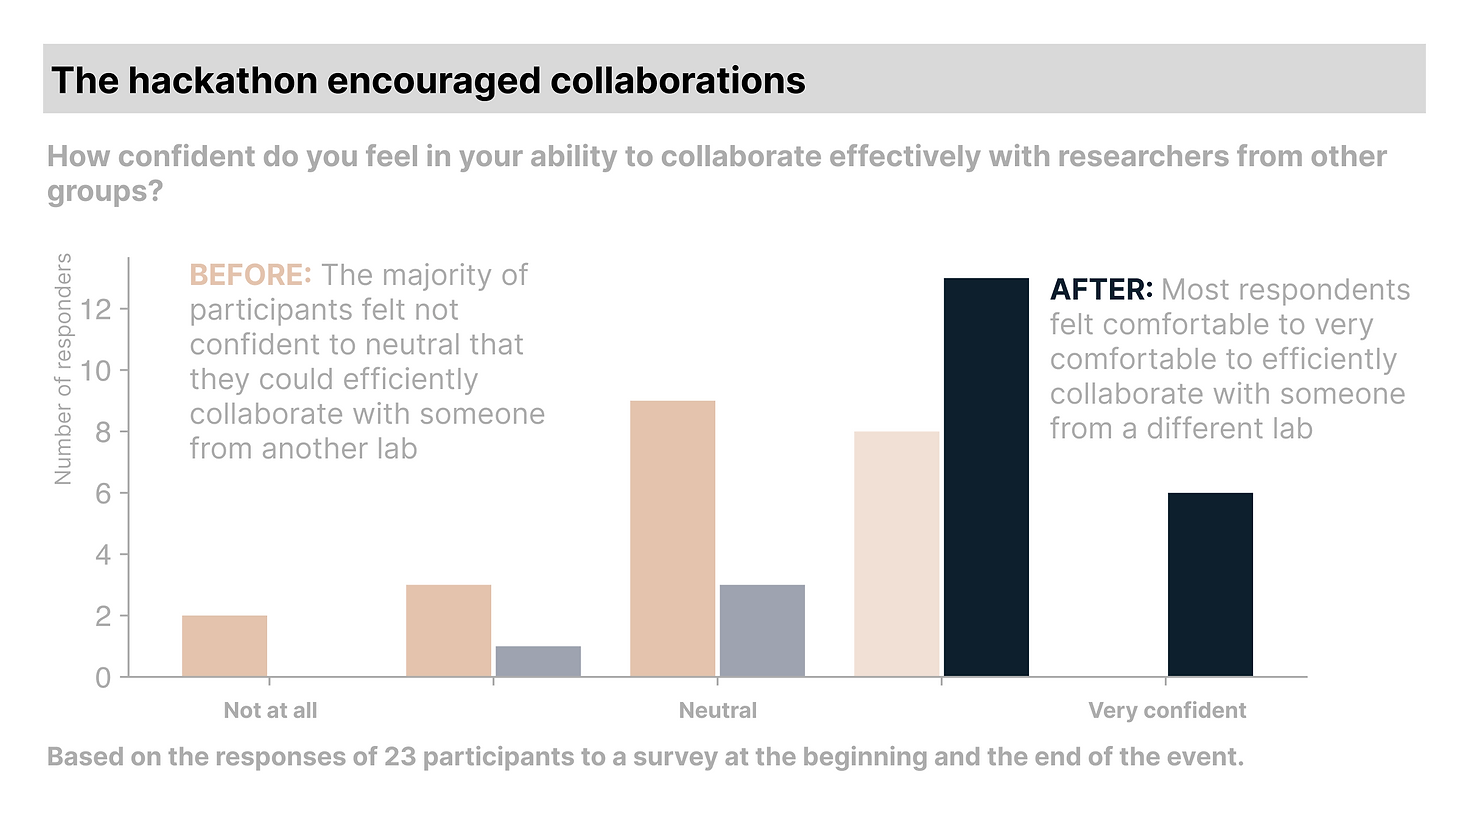 The hackathon encouraged collaborations
How confident do you feel in your ability to collaborate effectively with researchers from other
groups?
Number of responders
12
10
8
6
4
2
0
BEFORE: The majority of
participants felt not
confident to neutral that
they could efficiently
collaborate with someone
from another lab
AFTER: Most respondents
felt comfortable to very
comfortable to efficiently
collaborate with someone
from a different lab
Not at all
Neutral
Very confident
Based on the responses of 23 participants to a survey at the beginning and the end of the event.